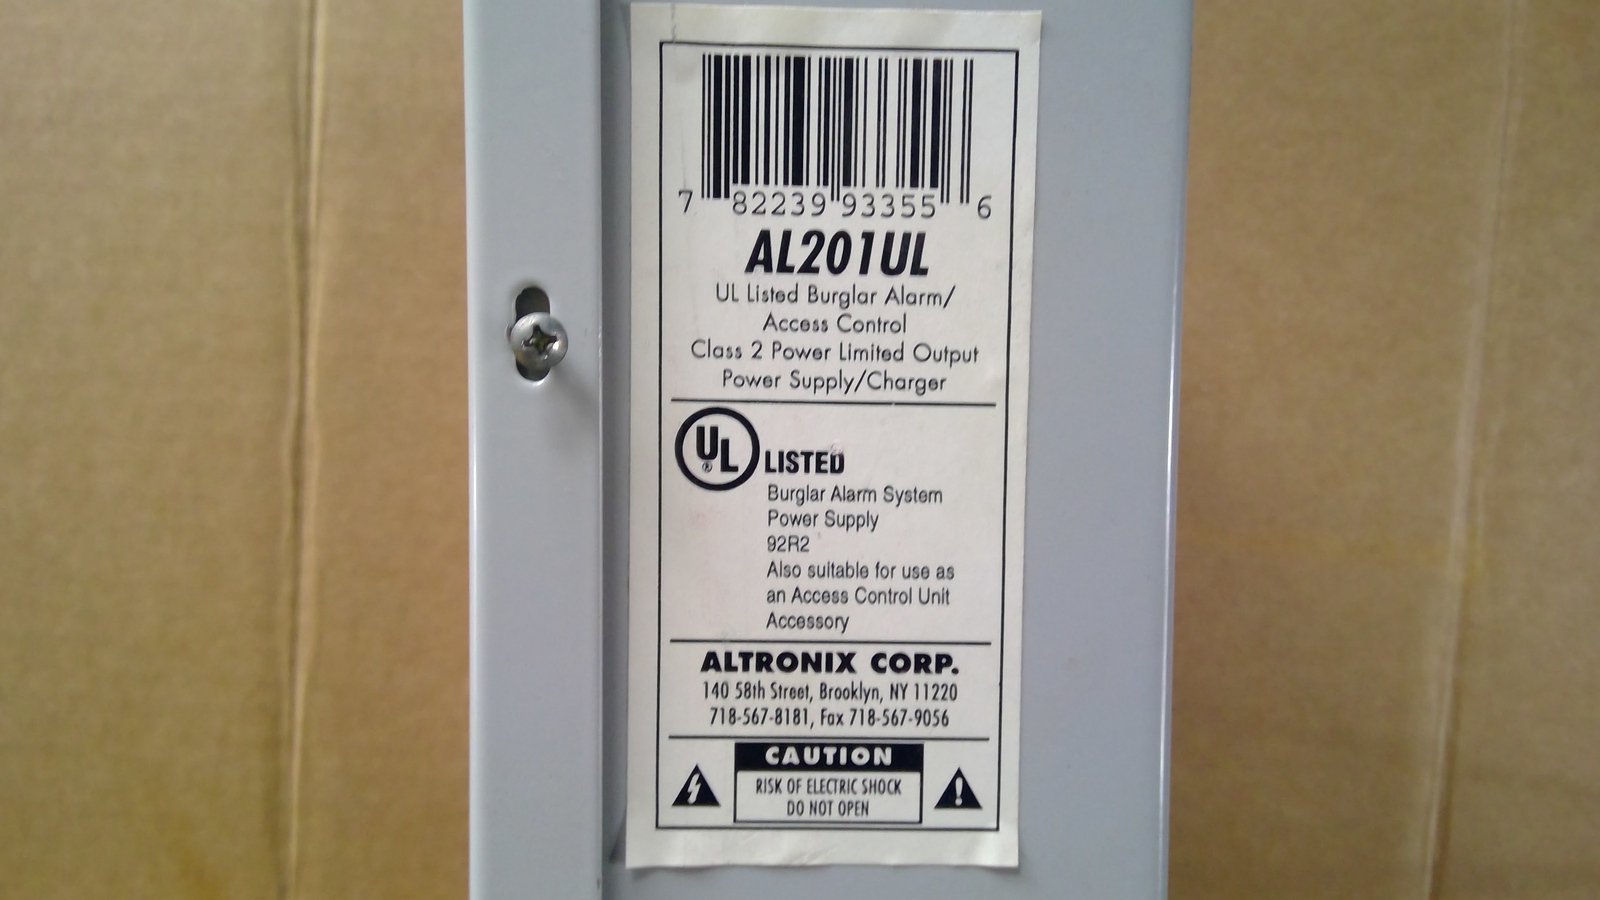 7 82239 93355 6
AL201UL
UL Listed Burglar Alarm/
Access Control
Class 2 Power Limited Output
Power Supply/Charger
UL® LISTED
Burglar Alarm System
Power Supply
92R2
Also suitable for use as
an Access Control Unit
Accessory
ALTRONIX CORP.
140 58th Street, Brooklyn, NY 11220
718-567-8181, Fax 718-567-9056
CAUTION
RISK OF ELECTRIC SHOCK
DO NOT OPEN